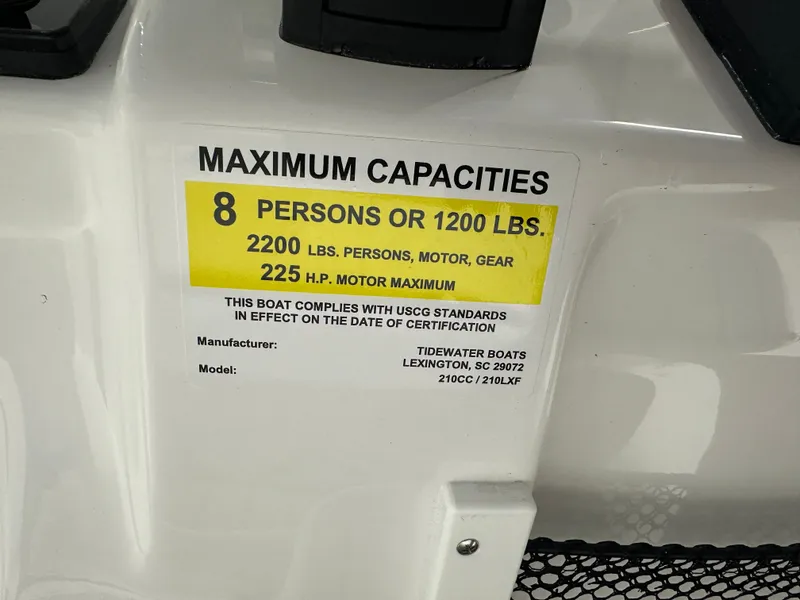 MAXIMUM CAPACITIES
8 PERSONS OR 1200 LBS.
2200 LBS. PERSONS, MOTOR, GEAR
225 H.P. MOTOR MAXIMUM
THIS BOAT COMPLIES WITH USCG STANDARDS
IN EFFECT ON THE DATE OF CERTIFICATION
Manufacturer: TIDEWATER BOATS
LEXINGTON, SC 29072
Model: 210CC / 210LXF